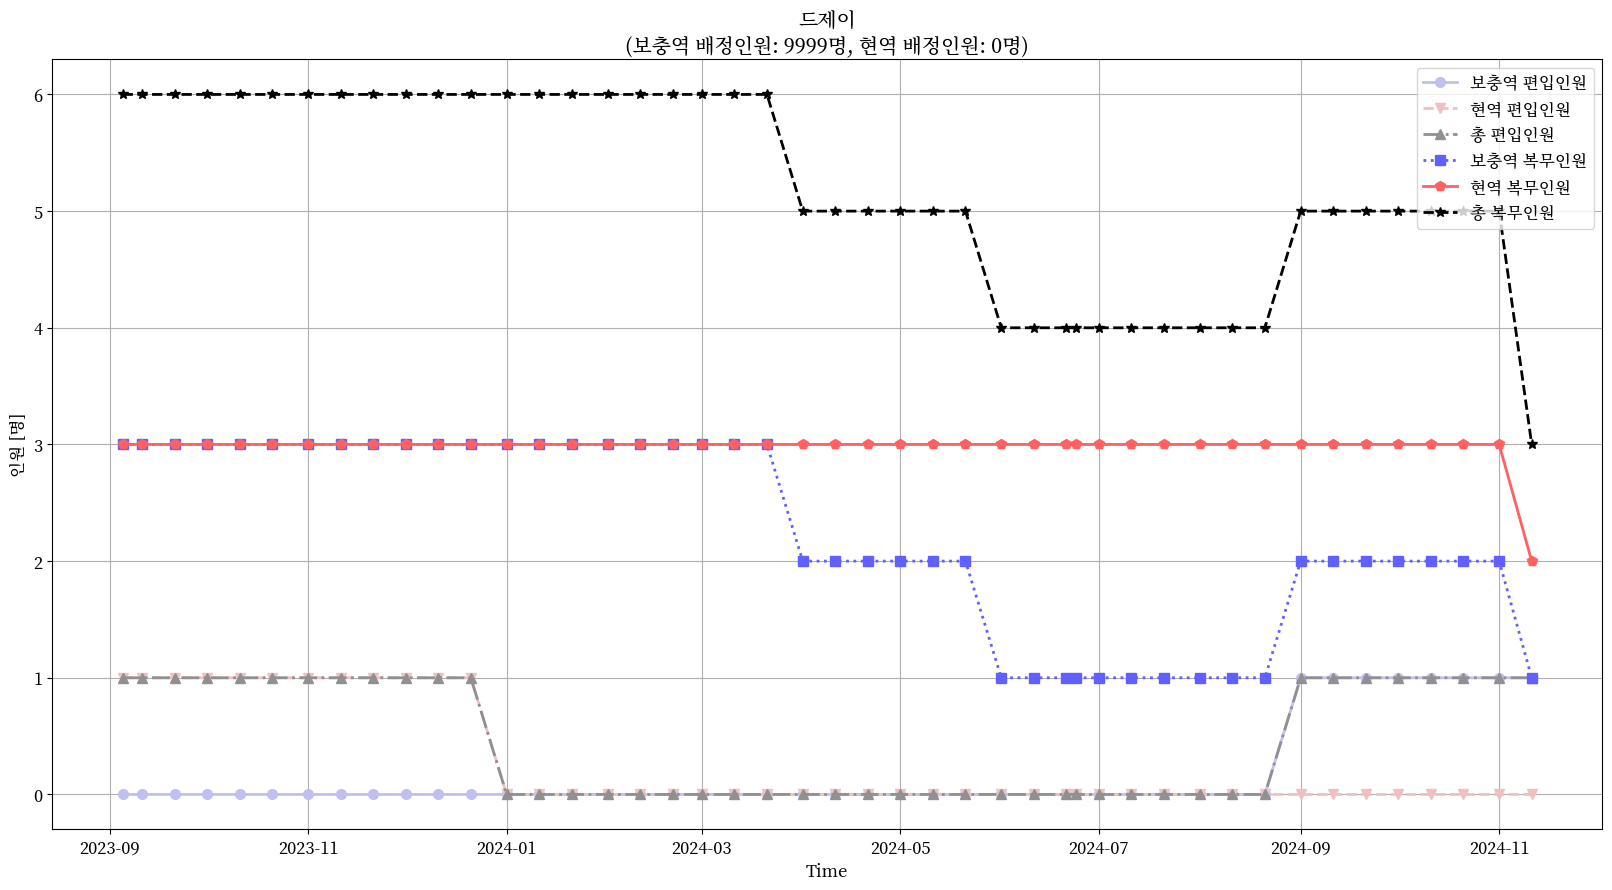 드제이
(보충역 배정인원: 9999명, 현역 배정인원: 0명)
보충역 편입인원
현역 편입인원
총 편입인원
보충역 복무인원
현역 복무인원
총 복무인원
인원 [명]
6
5
4
3
2
1
0
2023-09
2023-11
2024-01
2024-03
2024-05
2024-07
2024-09
2024-11
Time